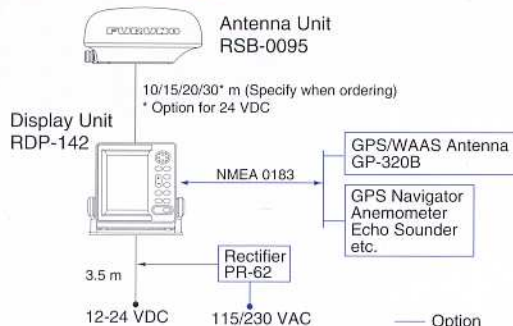 Antenna Unit
RSB-0095
FURUNO
10/15/20/30* m (Specify when ordering)
* Option for 24 VDC
Display Unit
RDP-142
NMEA 0183
GPS/WAAS Antenna
GP-320B
GPS Navigator
Anemometer
Echo Sounder
etc.
Rectifier
PR-62
3.5 m
12-24 VDC
115/230 VAC
Option